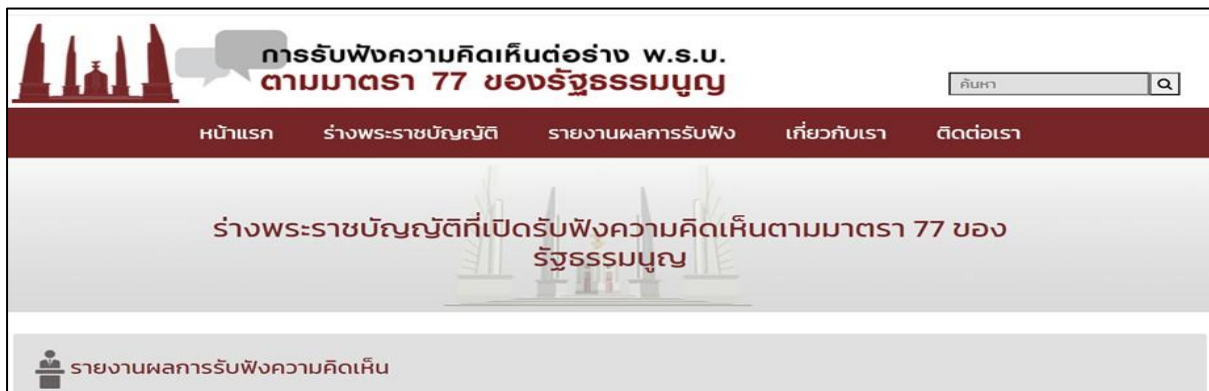 การรับฟังความคิดเห็นต่อร่าง พ.ร.บ.
ตามมาตรา 77 ของรัฐธรรมนูญ
ค้นหา
หน้าแรก ร่างพระราชบัญญัติ รายงานผลการรับฟัง เกี่ยวกับเรา ติดต่อเรา
ร่างพระราชบัญญัติที่เปิดรับฟังความคิดเห็นตามมาตรา 77 ของ
รัฐธรรมนูญ
รายงานผลการรับฟังความคิดเห็น